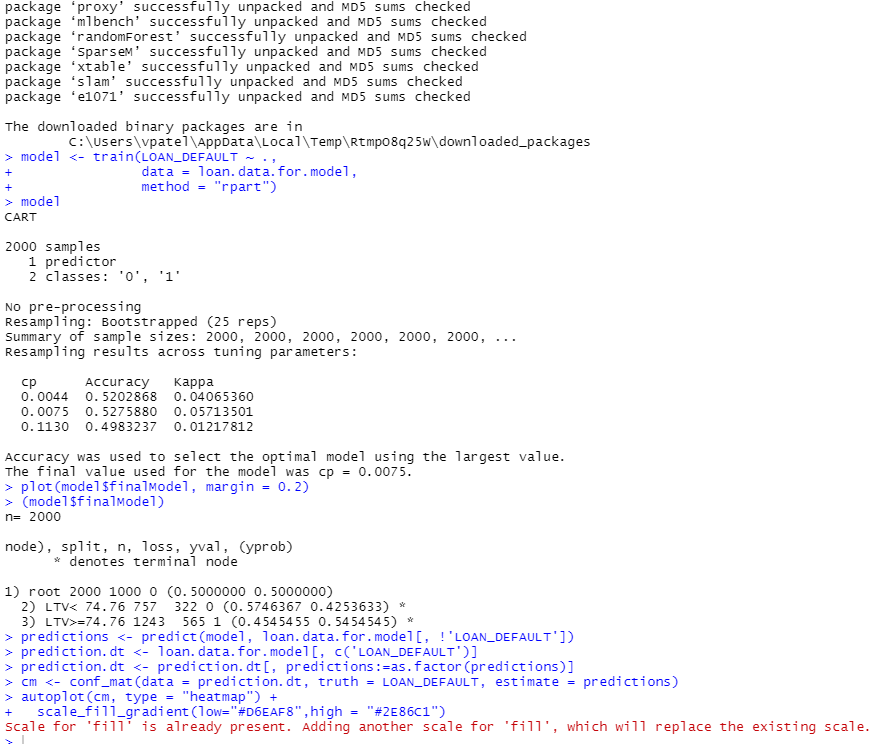 package ‘proxy’ successfully unpacked and MD5 sums checked
package ‘mlbench’ successfully unpacked and MD5 sums checked
package ‘randomForest’ successfully unpacked and MD5 sums checked
package ‘SparseM’ successfully unpacked and MD5 sums checked
package ‘xtable’ successfully unpacked and MD5 sums checked
package ‘slam’ successfully unpacked and MD5 sums checked
package ‘e1071’ successfully unpacked and MD5 sums checked

The downloaded binary packages are in
        C:\Users\vpatel\AppData\Local\Temp\RtmpO8q25W\downloaded_packages
> model <- train(LOAN_DEFAULT ~ .,
+                data = loan.data.for.model,
+                method = "rpart")
> model
CART

2000 samples
   1 predictor
   2 classes: '0', '1'

No pre-processing
Resampling: Bootstrapped (25 reps)
Summary of sample sizes: 2000, 2000, 2000, 2000, 2000, 2000, ...
Resampling results across tuning parameters:

  cp      Accuracy   Kappa
  0.0044  0.5202868  0.04065360
  0.0075  0.5275880  0.05713501
  0.1130  0.4983237  0.01217812

Accuracy was used to select the optimal model using the largest value.
The final value used for the model was cp = 0.0075.
> plot(model$finalModel, margin = 0.2)
> (model$finalModel)
n= 2000

node), split, n, loss, yval, (yprob)
      * denotes terminal node

1) root 2000 1000 0 (0.5000000 0.5000000)
  2) LTV< 74.76 757  322 0 (0.5746367 0.4253633) *
  3) LTV>=74.76 1243  565 1 (0.4545455 0.5454545) *
> predictions <- predict(model, loan.data.for.model[, !'LOAN_DEFAULT'])
> prediction.dt <- loan.data.for.model[, c('LOAN_DEFAULT')]
> prediction.dt <- prediction.dt[, predictions:=as.factor(predictions)]
> cm <- conf_mat(data = prediction.dt, truth = LOAN_DEFAULT, estimate = predictions)
> autoplot(cm, type = "heatmap") +
+   scale_fill_gradient(low="#D6EAF8",high = "#2E86C1")
Scale for 'fill' is already present. Adding another scale for 'fill', which will replace the existing scale.
>